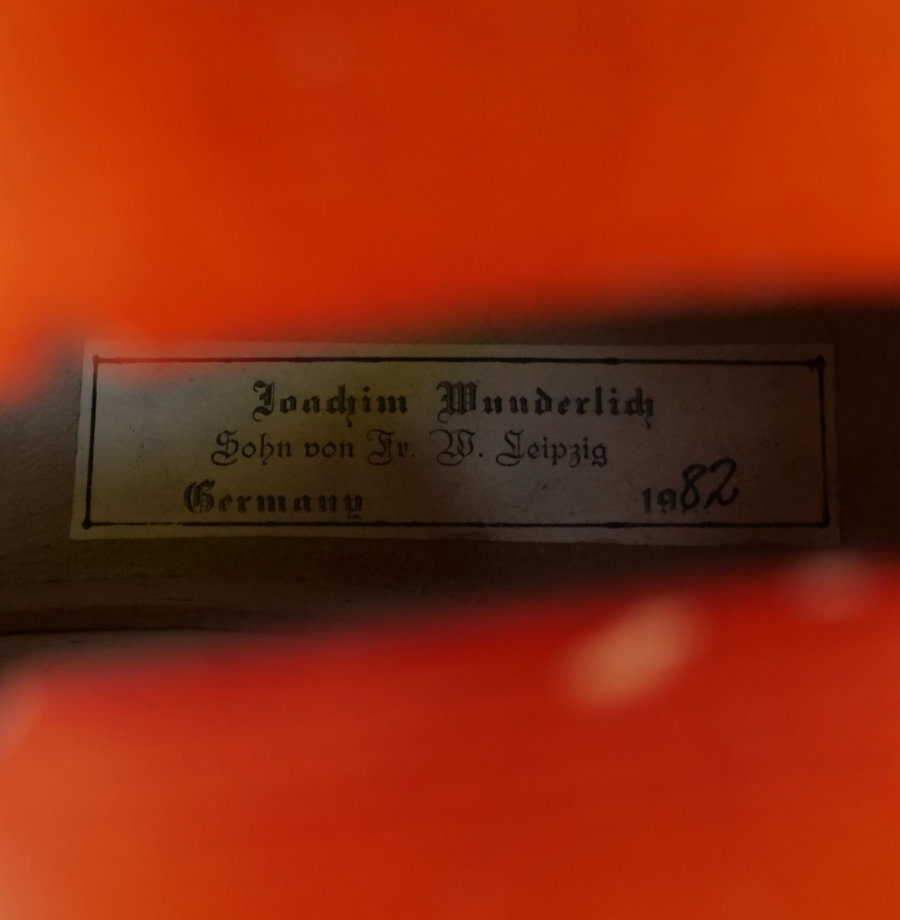 Joachim Wunderlich
Sohn von Fr. W. Leipzig
Germany 1982